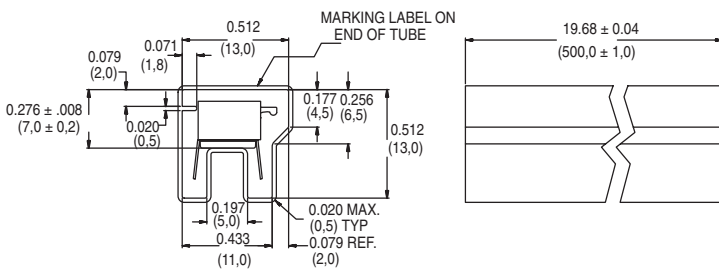 0.512
(13,0)
MARKING LABEL ON
END OF TUBE
19.68 ± 0.04
(500,0 ± 1,0)
0.071
(1,8)
0.079
(2,0)
0.276 ± .008
(7,0 ± 0,2)
0.020
(0,5)
0.177
(4,5)
0.256
(6,5)
0.512
(13,0)
0.197
(5,0)
0.020 MAX.
(0,5) TYP
0.433
(11,0)
0.079 REF.
(2,0)